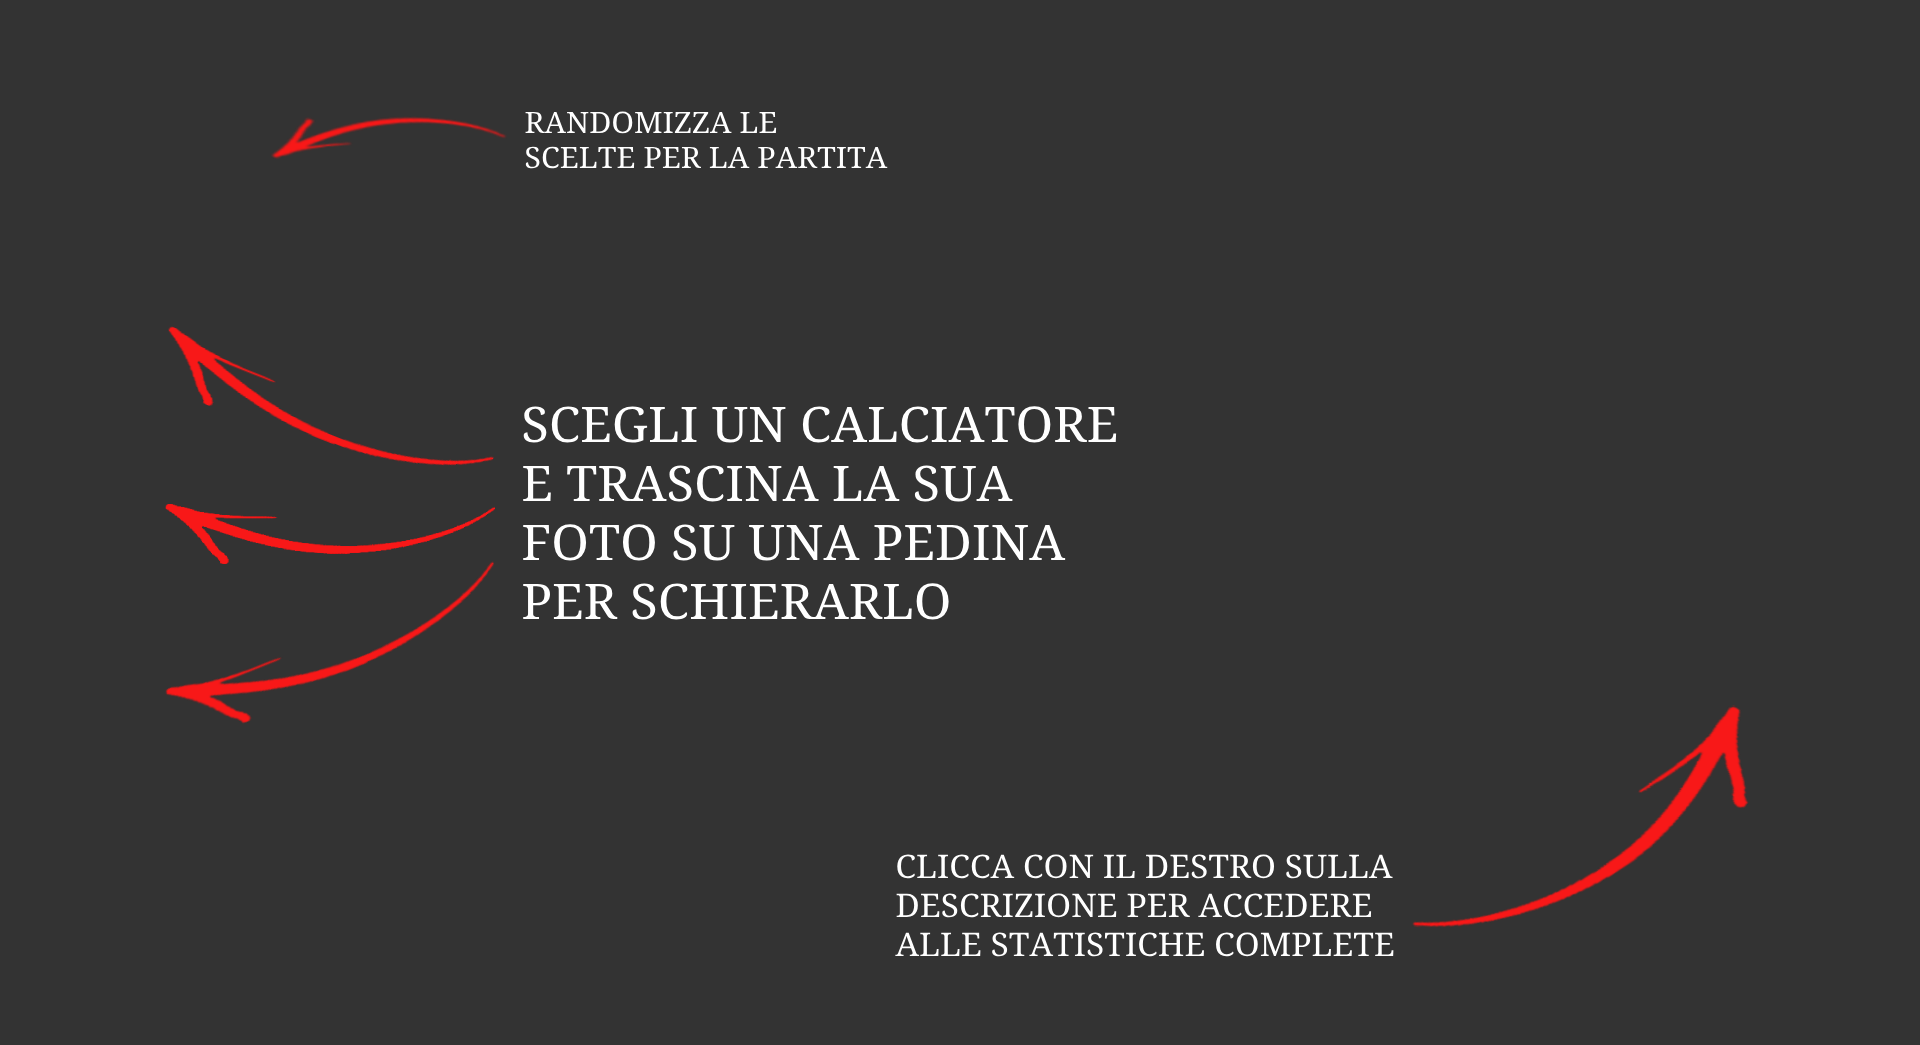 RANDOMIZZA LE
SCELTE PER LA PARTITA
SCEGLI UN CALCIATORE
E TRASCINA LA SUA
FOTO SU UNA PEDINA
PER SCHIERARLO
CLICCA CON IL DESTRO SULLA
DESCRIZIONE PER ACCEDERE
ALLE STATISTICHE COMPLETE